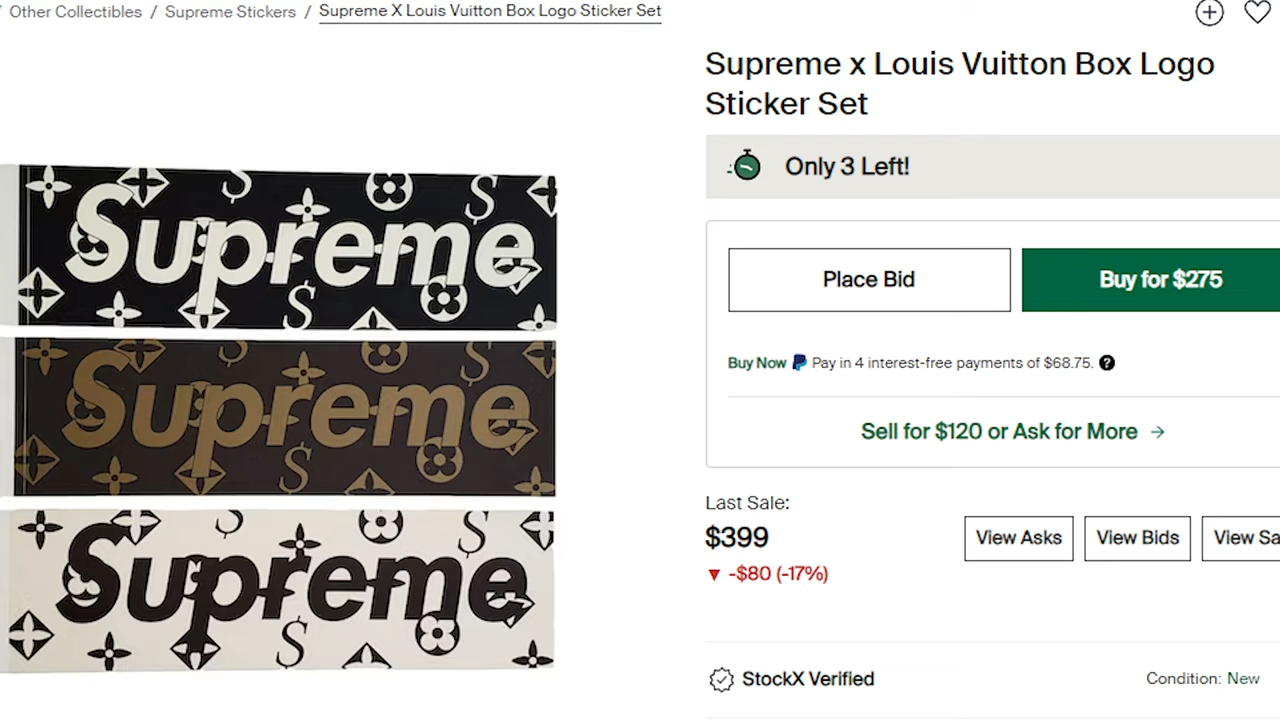 / Other Collectibles / Supreme Stickers / Supreme X Louis Vuitton Box Logo Sticker Set
Supreme x Louis Vuitton Box Logo
Sticker Set
Only 3 Left!
Place Bid
Buy for $275
Buy Now Pay in 4 interest-free payments of $68.75. ?
Sell for $120 or Ask for More →
Last Sale:
$399
▼ -$80 (-17%)
View Asks
View Bids
View Sa
StockX Verified
Condition: New
Supreme
Supreme
Supreme